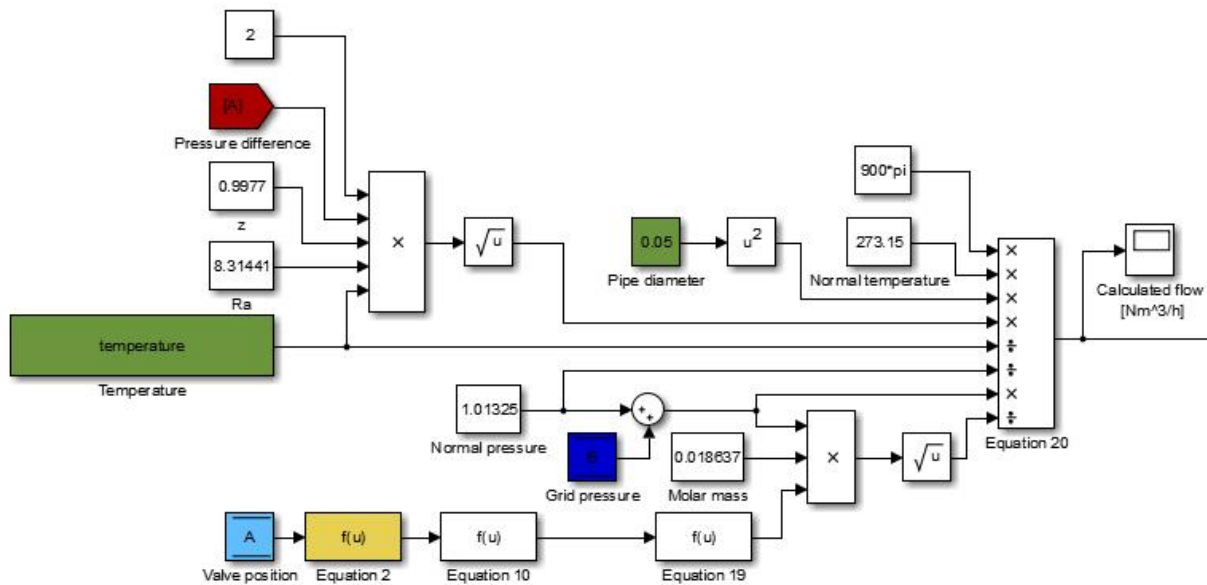 2
[A]
Pressure difference
0.9977
z
8.31441
Ra
temperature
Temperature
×
√u
0.05
Pipe diameter
u²
900*pi
273.15
Normal temperature
×
×
×
×
÷
÷
×
÷
Equation 20
Calculated flow
[Nm^3/h]
1.01325
Normal pressure
+
+
B
Grid pressure
0.018637
Molar mass
×
√u
A
Valve position
f(u)
Equation 2
f(u)
Equation 10
f(u)
Equation 19